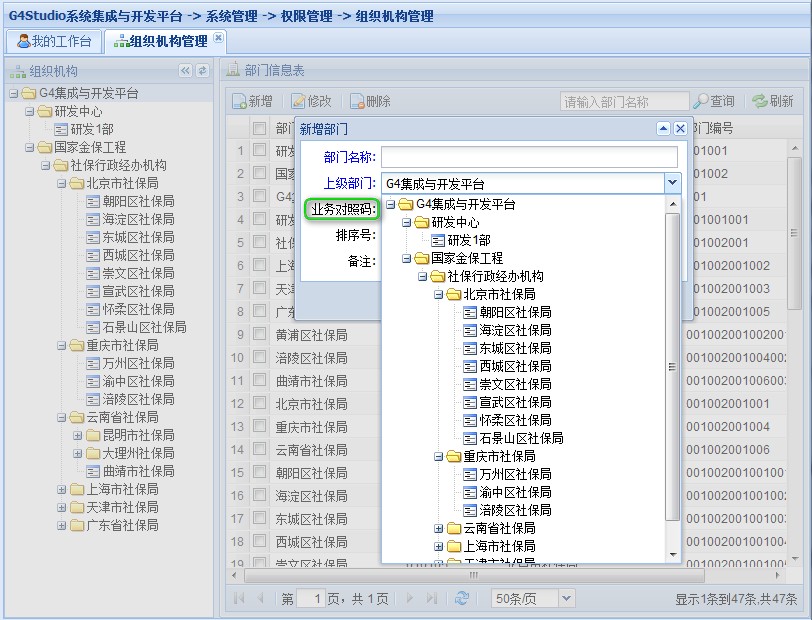 G4Studio系统集成与开发平台 -> 系统管理 -> 权限管理 -> 组织机构管理
我的工作台 组织机构管理
组织机构
G4集成与开发平台
研发中心
研发1部
国家金保工程
社保行政经办机构
北京市社保局
朝阳区社保局
海淀区社保局
东城区社保局
西城区社保局
崇文区社保局
宣武区社保局
怀柔区社保局
石景山区社保局
重庆市社保局
万州区社保局
渝中区社保局
涪陵区社保局
云南省社保局
昆明市社保局
大理州社保局
曲靖市社保局
上海市社保局
天津市社保局
广东省社保局
部门信息表
新增 修改 删除 请输入部门名称 查询 刷新
部门编号
1 研发 01001
2 国家 01002
3 G4集 01
4 研发 01001001
5 社保 01002001
6 上海 001002001002
7 天津 001002001003
8 广东 001002001005
9 黄浦区社保局 00100200100200
10 涪陵区社保局 001002001004002
11 曲靖市社保局 001002001006003
12 北京市社保局 001002001001
13 重庆市社保局 001002001004
14 云南省社保局 001002001006
15 朝阳区社保局 00100200100100
16 海淀区社保局 001002001001002
17 东城区社保局 001002001001003
18 西城区社保局 001002001001004
19 崇文区社保局 001002001001005
新增部门
部门名称:
上级部门: G4集成与开发平台
业务对照码:
排序号:
备注:
G4集成与开发平台
研发中心
研发1部
国家金保工程
社保行政经办机构
北京市社保局
朝阳区社保局
海淀区社保局
东城区社保局
西城区社保局
崇文区社保局
宣武区社保局
怀柔区社保局
石景山区社保局
重庆市社保局
万州区社保局
渝中区社保局
涪陵区社保局
云南省社保局
上海市社保局
天津市社保局
第 1 页，共 1 页 50条/页 显示1条到47条,共47条